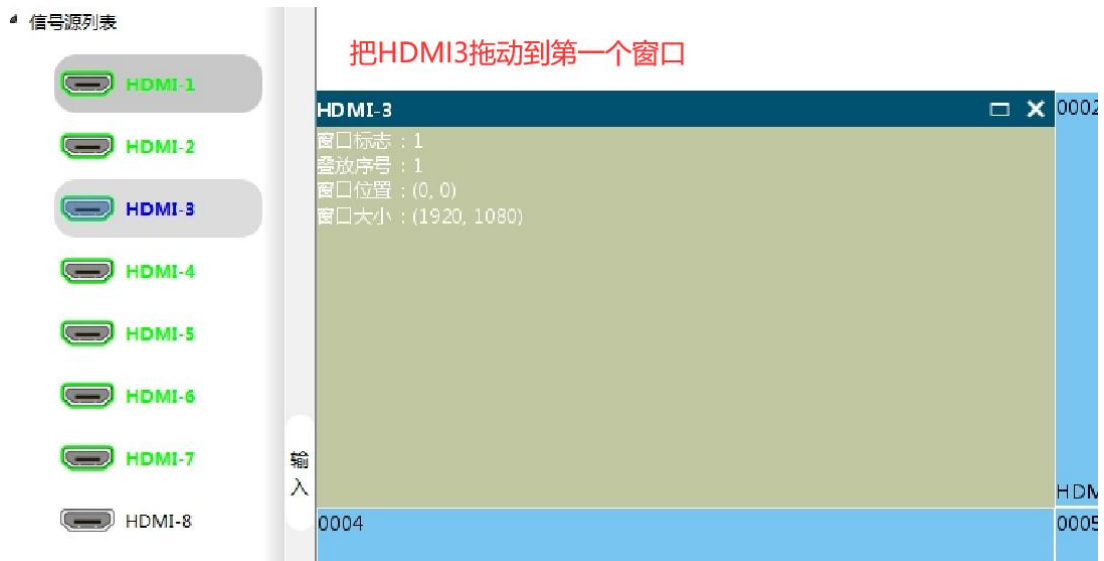 信号源列表
HDMI-1
HDMI-2
HDMI-3
HDMI-4
HDMI-5
HDMI-6
HDMI-7
HDMI-8
输
入
把HDMI3拖动到第一个窗口
HDMI-3
窗口标志：1
叠放序号：1
窗口位置：(0, 0)
窗口大小：(1920, 1080)
0002
0004
0005